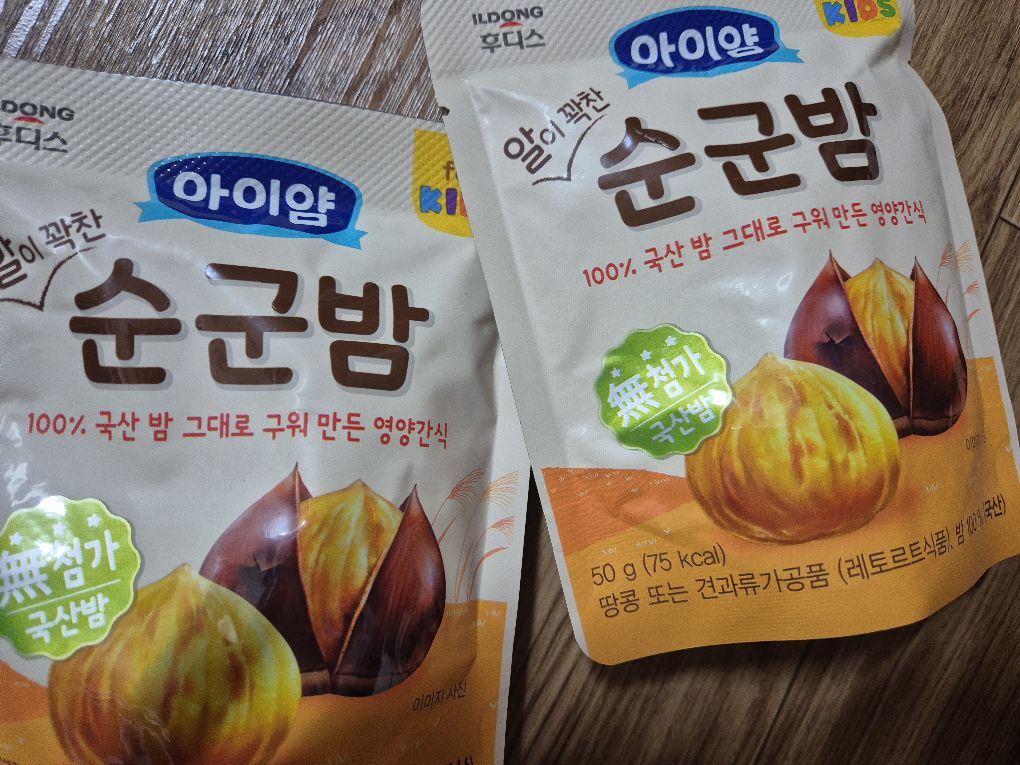 DONG
후디스
아이얌
KI
알이 꽉찬
순군밤
100% 국산 밤 그대로 구워 만든 영양간식
無첨가
국산밤
이미지 사진
ILDONG
후디스
아이얌
KIDS
알이 꽉찬
순군밤
100% 국산 밤 그대로 구워 만든 영양간식
無첨가
국산밤
50 g (75 kcal)
땅콩 또는 견과류가공품 (레토르트식품), 밤 100 % (국산)